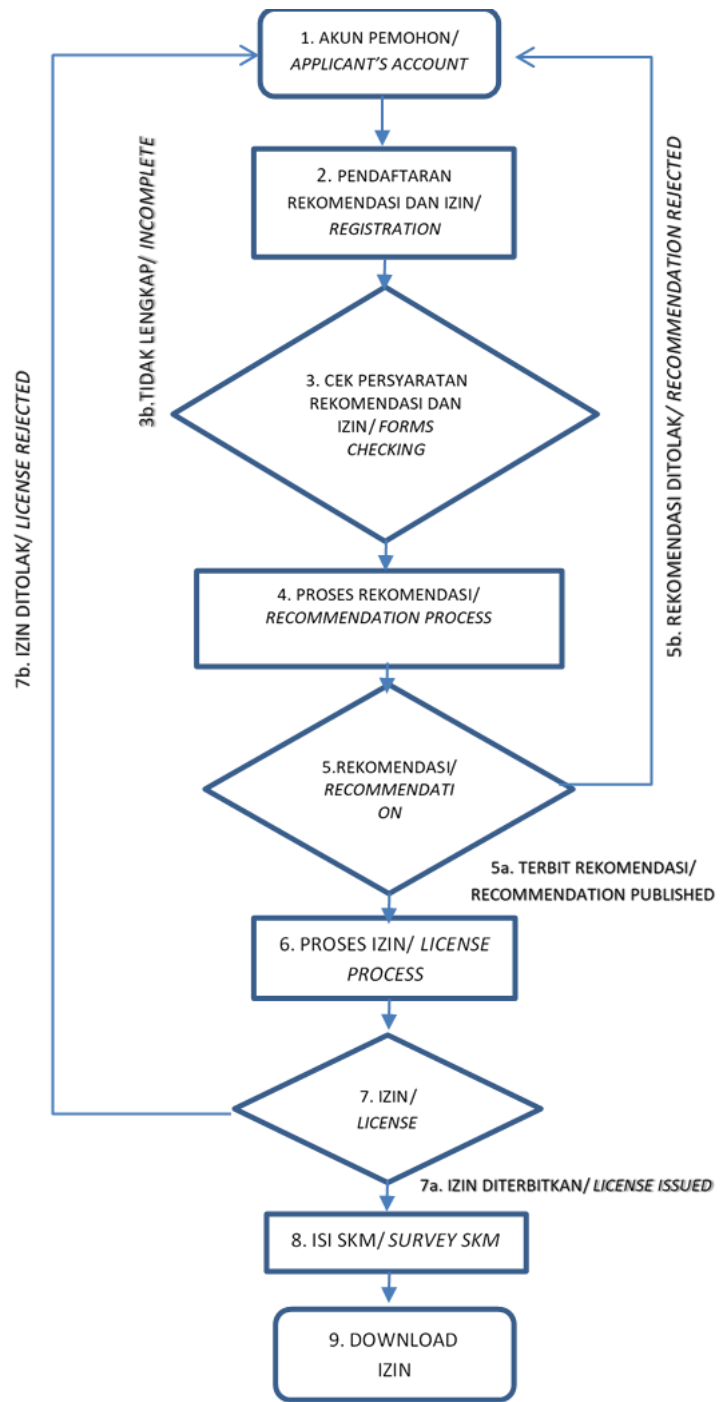 1. AKUN PEMOHON/
APPLICANT'S ACCOUNT
2. PENDAFTARAN
REKOMENDASI DAN IZIN/
REGISTRATION
3b.TIDAK LENGKAP/ INCOMPLETE
3. CEK PERSYARATAN
REKOMENDASI DAN
IZIN/ FORMS
CHECKING
7b. IZIN DITOLAK/ LICENSE REJECTED
5b. REKOMENDASI DITOLAK/ RECOMMENDATION REJECTED
4. PROSES REKOMENDASI/
RECOMMENDATION PROCESS
5.REKOMENDASI/
RECOMMENDATI
ON
5a. TERBIT REKOMENDASI/
RECOMMENDATION PUBLISHED
6. PROSES IZIN/ LICENSE
PROCESS
7. IZIN/
LICENSE
7a. IZIN DITERBITKAN/ LICENSE ISSUED
8. ISI SKM/ SURVEY SKM
9. DOWNLOAD
IZIN